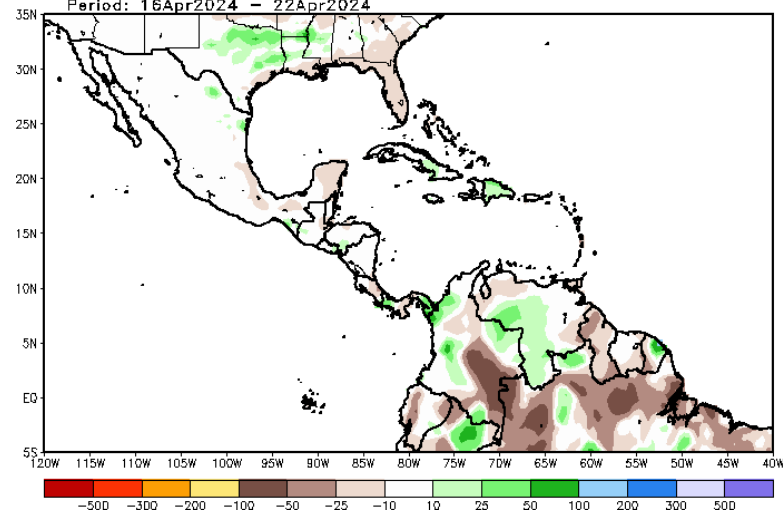 Period: 16Apr2024 – 22Apr2024
35N
30N
25N
20N
15N
10N
5N
EQ
5S
120W 115W 110W 105W 100W 95W 90W 85W 80W 75W 70W 65W 60W 55W 50W 45W 40W
−500 −300 −200 −100 −50 −25 −10 10 25 50 100 200 300 500